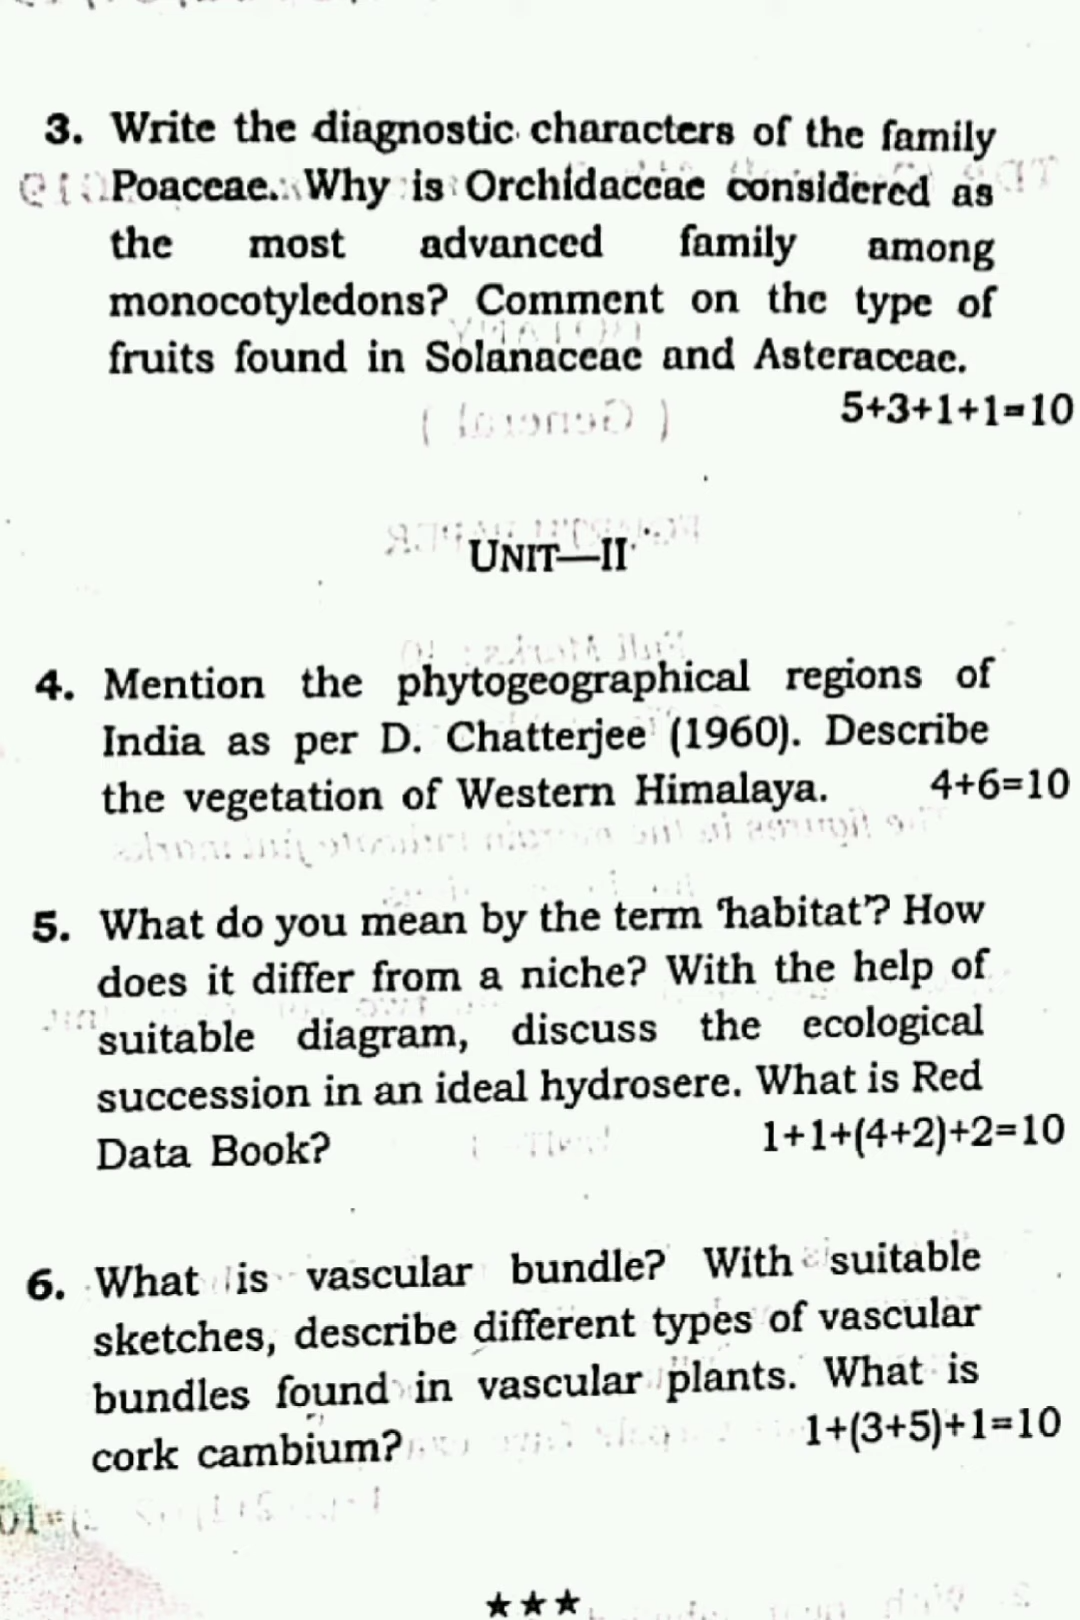 3. Write the diagnostic characters of the family
Poaceae. Why is Orchidaceae considered as
the most advanced family among
monocotyledons? Comment on the type of
fruits found in Solanaceae and Asteraceae.
5+3+1+1=10
UNIT—II
4. Mention the phytogeographical regions of
India as per D. Chatterjee (1960). Describe
the vegetation of Western Himalaya. 4+6=10
5. What do you mean by the term 'habitat'? How
does it differ from a niche? With the help of
suitable diagram, discuss the ecological
succession in an ideal hydrosere. What is Red
Data Book? 1+1+(4+2)+2=10
6. What is vascular bundle? With suitable
sketches, describe different types of vascular
bundles found in vascular plants. What is
cork cambium? 1+(3+5)+1=10
★★★